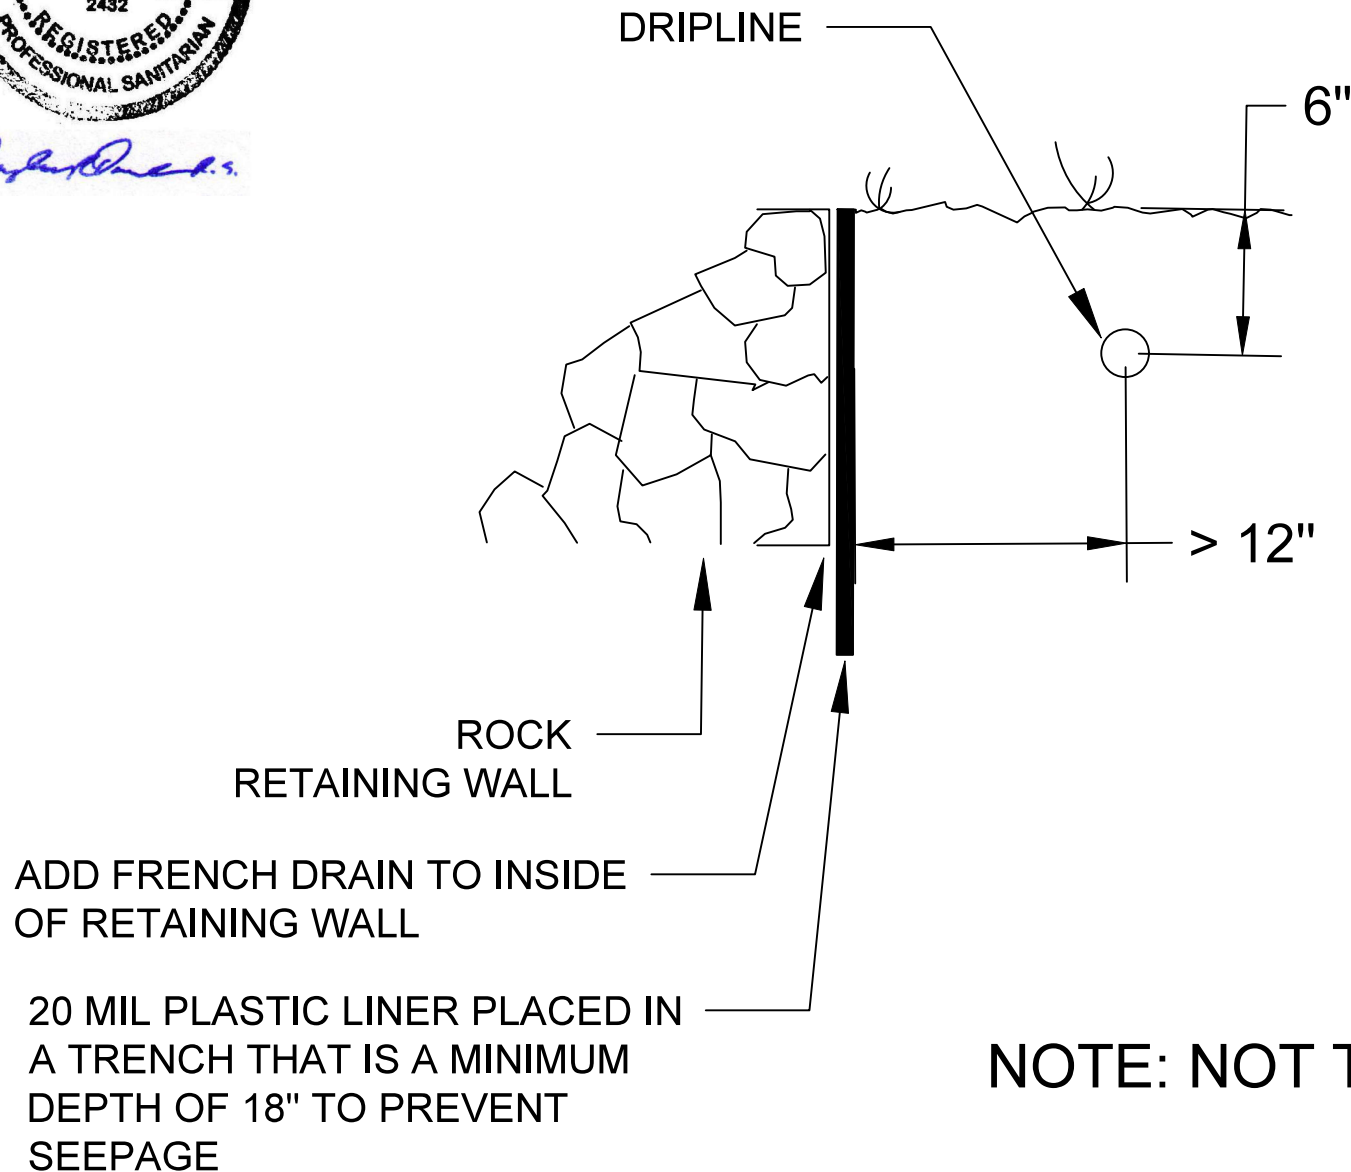 2432
REGISTERED
PROFESSIONAL SANITARIAN
DRIPLINE
6"
> 12"
ROCK
RETAINING WALL
ADD FRENCH DRAIN TO INSIDE
OF RETAINING WALL
20 MIL PLASTIC LINER PLACED IN
A TRENCH THAT IS A MINIMUM
DEPTH OF 18" TO PREVENT
SEEPAGE
NOTE: NOT T